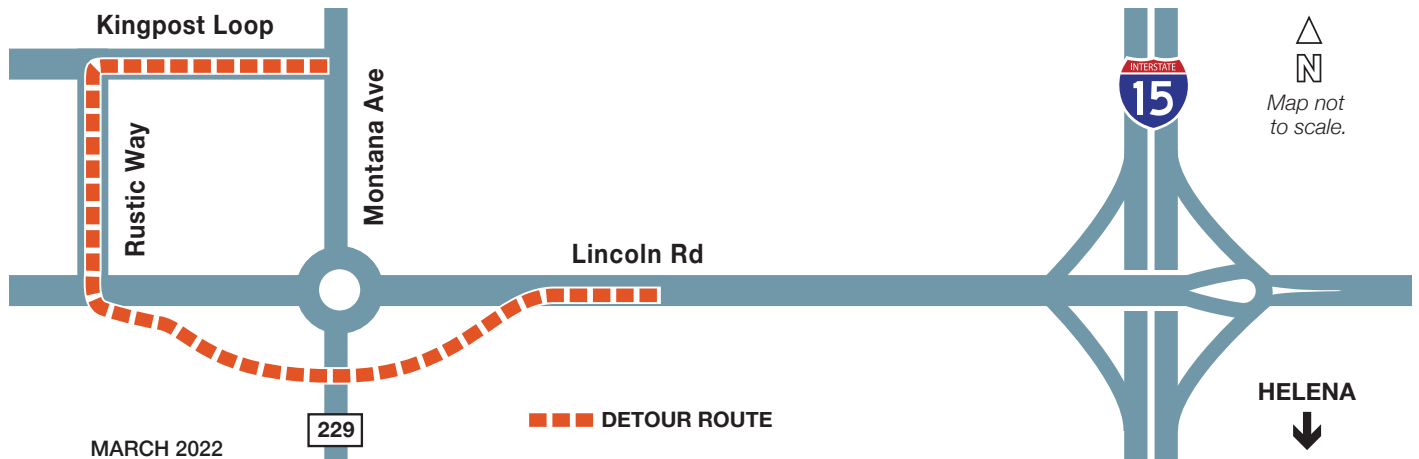 Kingpost Loop
Rustic Way
Montana Ave
Lincoln Rd
INTERSTATE
15
N
Map not
to scale.
HELENA
229
DETOUR ROUTE
MARCH 2022